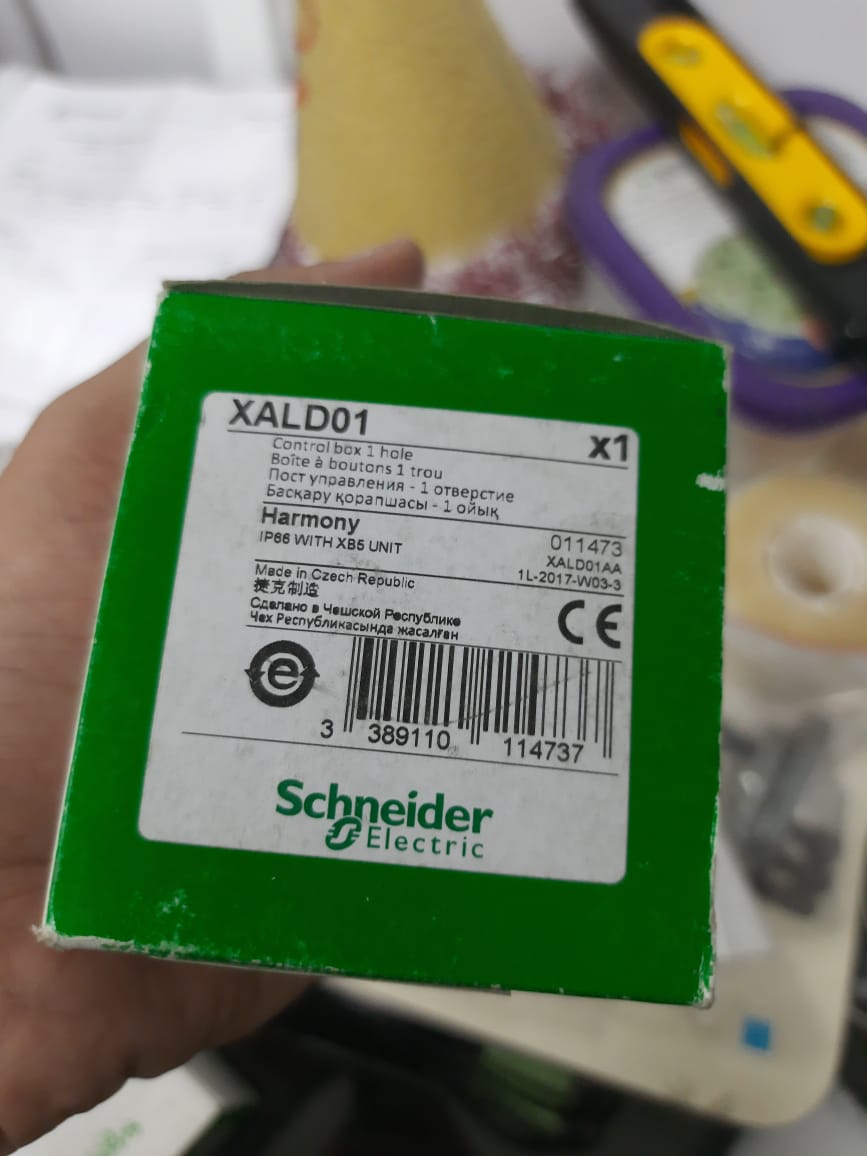 XALD01
x1
Control box 1 hole
Boîte à boutons 1 trou
Пост управления - 1 отверстие
Басқару қорапшасы - 1 ойық
Harmony
011473
IP66 WITH XB5 UNIT
XALD01AA
1L-2017-W03-3
Made in Czech Republic
捷克制造
Сделано в Чешской Республике
Чех Республикасында жасалған
CE
e
3 389110 114737
Schneider
Electric